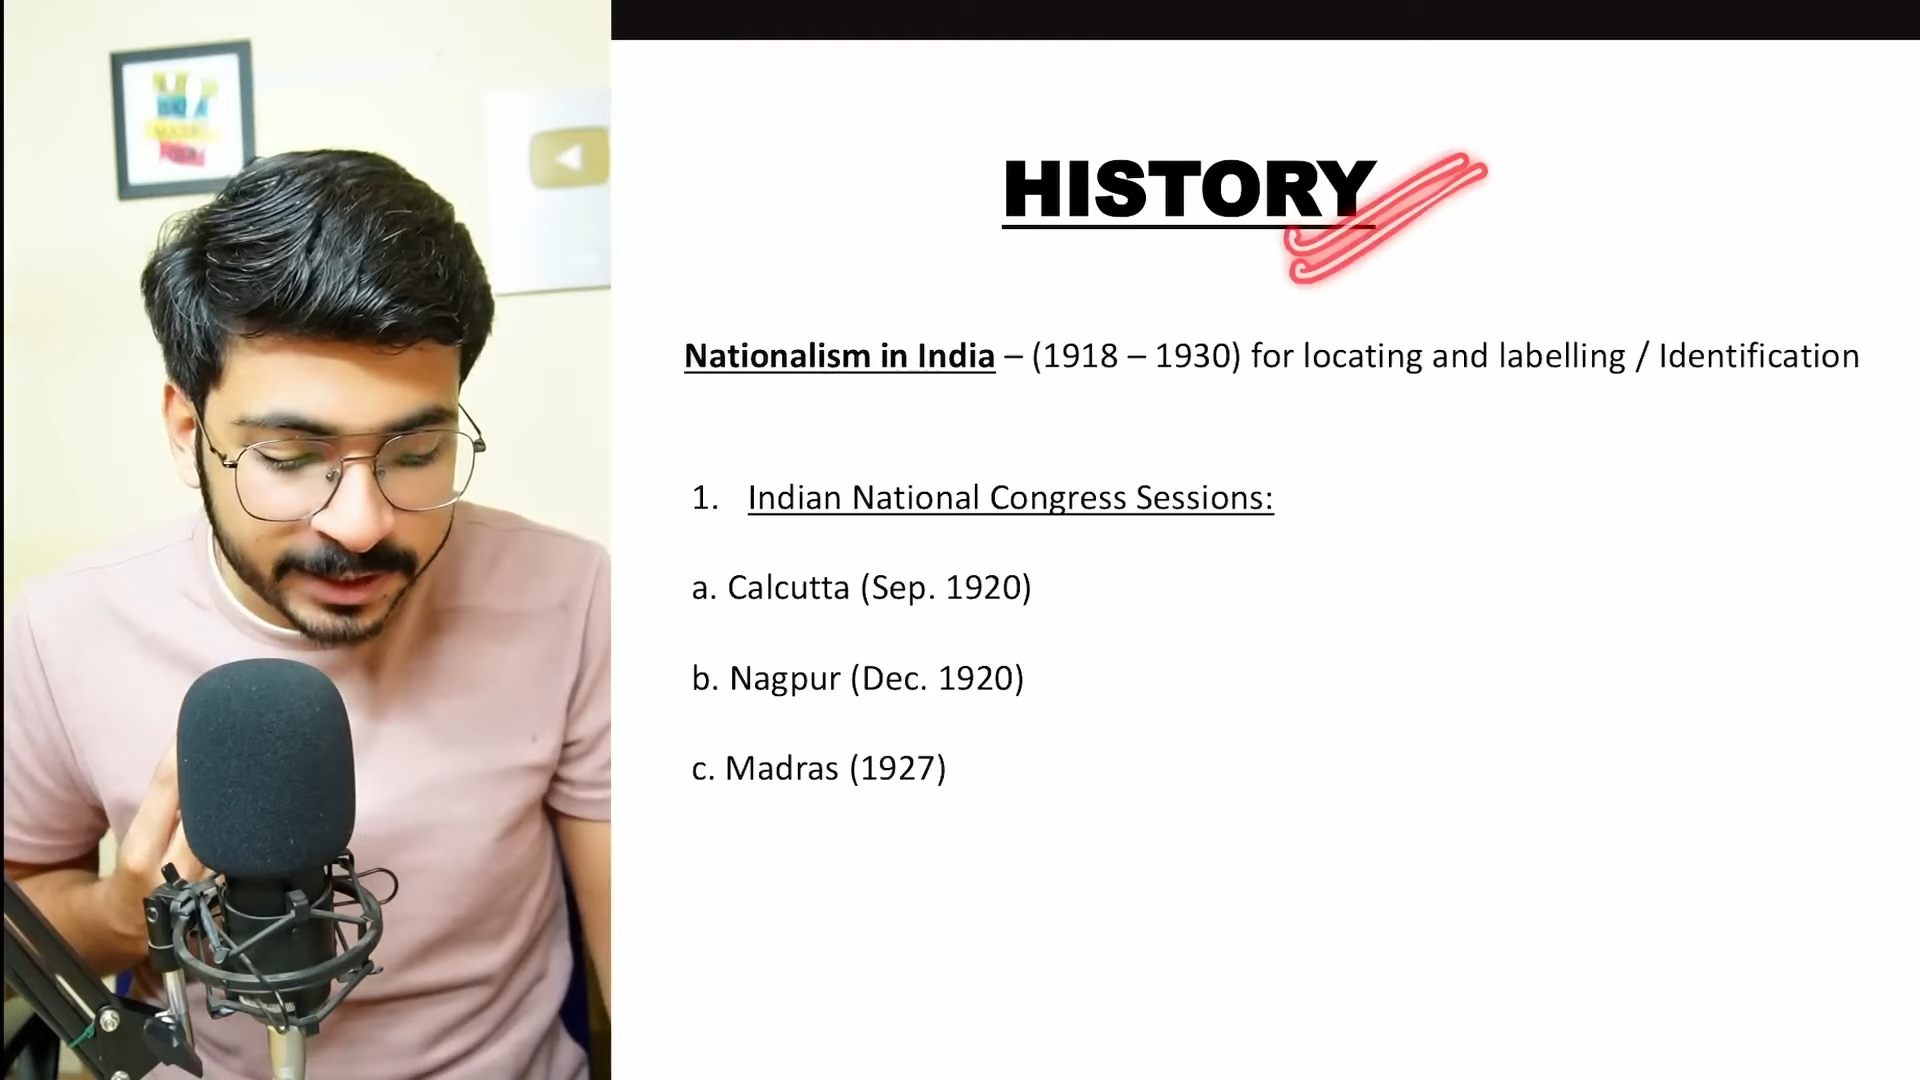 HISTORY
Nationalism in India – (1918 – 1930) for locating and labelling / Identification
1. Indian National Congress Sessions:
a. Calcutta (Sep. 1920)
b. Nagpur (Dec. 1920)
c. Madras (1927)